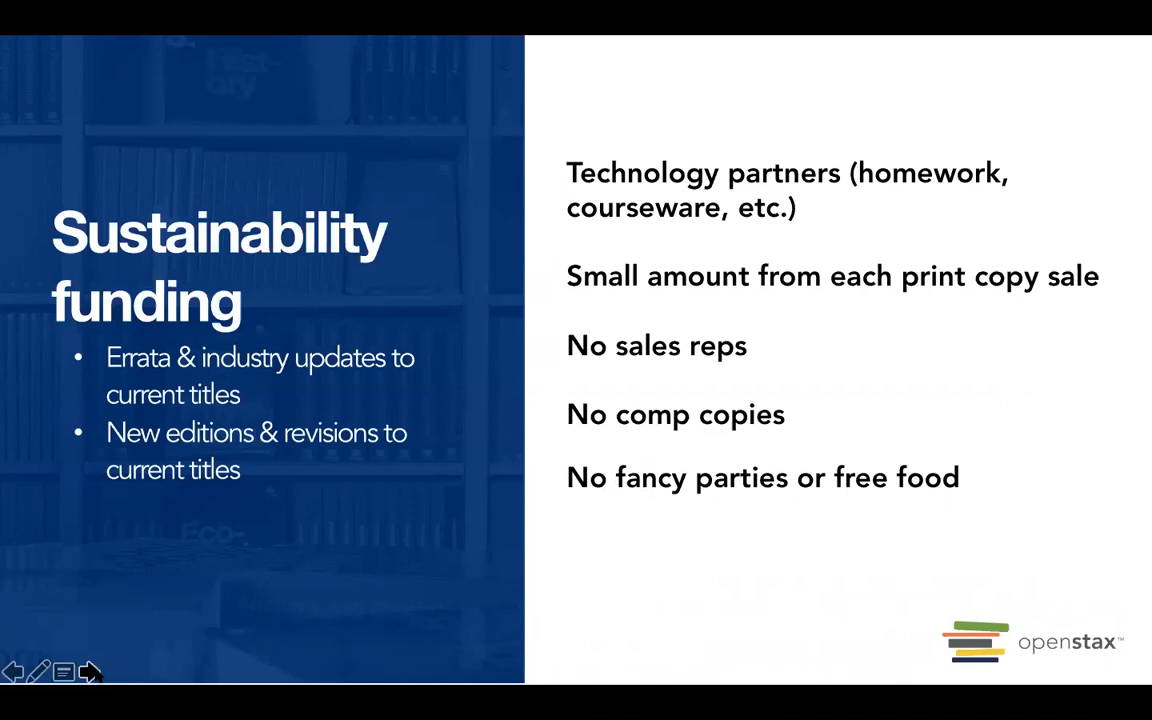 Sustainability
funding
• Errata & industry updates to
current titles
• New editions & revisions to
current titles
Technology partners (homework,
courseware, etc.)
Small amount from each print copy sale
No sales reps
No comp copies
No fancy parties or free food
openstax™